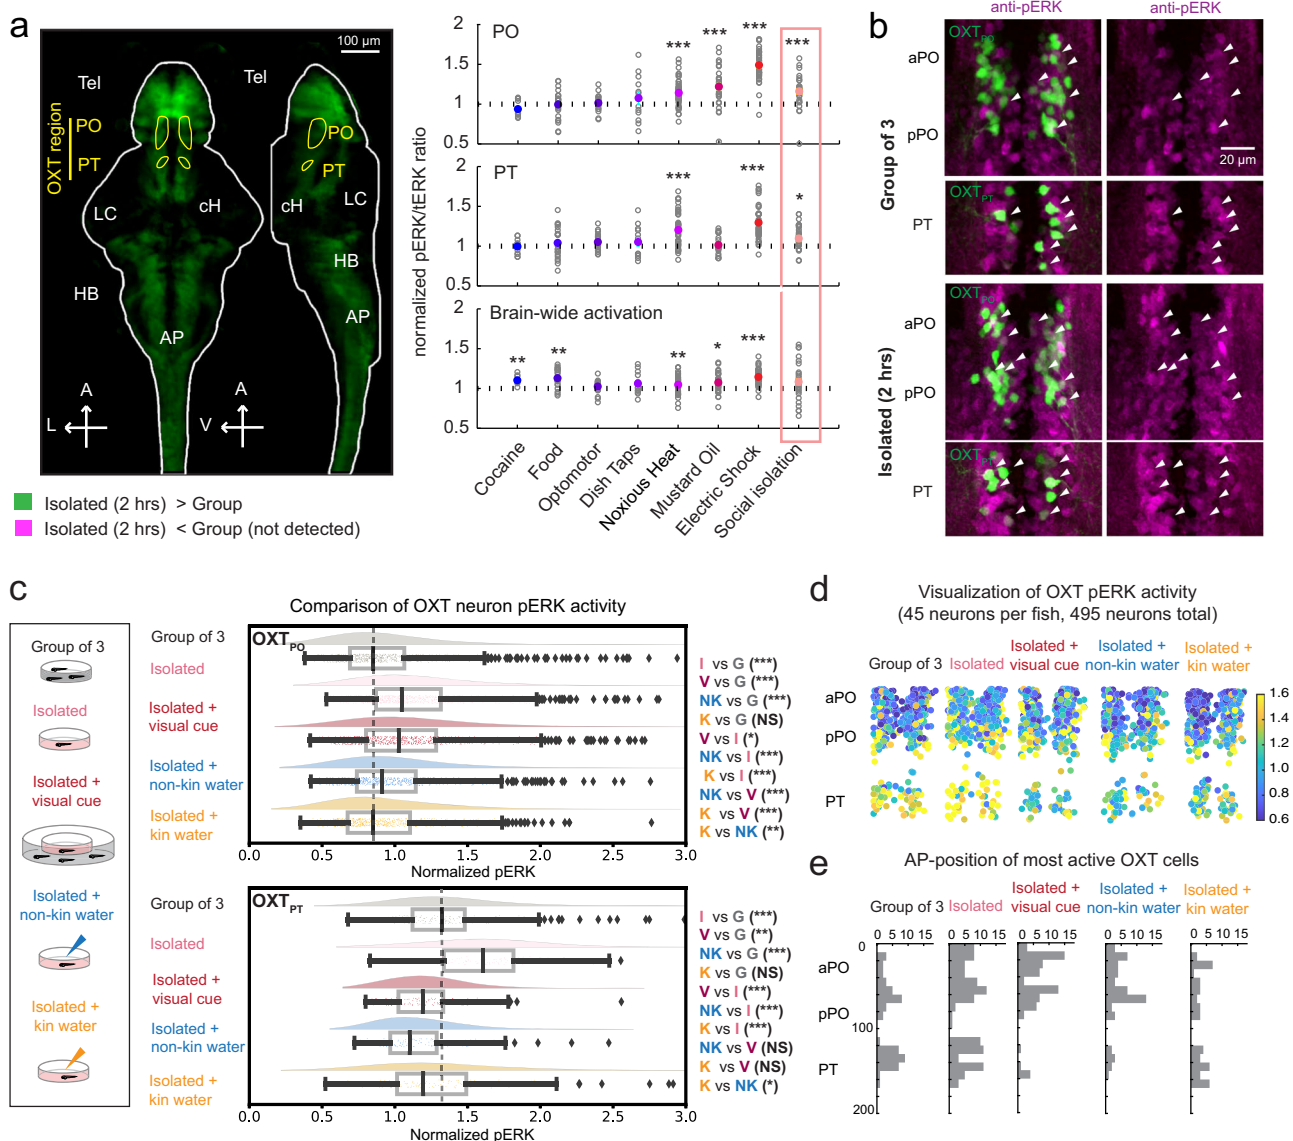 a
100 µm
Tel
Tel
OXT region
PO
PT
PO
PT
LC
cH
cH
LC
HB
HB
AP
AP
A
L
A
V
Isolated (2 hrs) > Group
Isolated (2 hrs) < Group (not detected)
normalized pERK/tERK ratio
2
PO
***
***
***
***
1.5
1
0.5
2
PT
***
***
*
1.5
1
0.5
2
Brain-wide activation
**
**
**
*
***
1.5
1
0.5
Cocaine
Food
Optomotor
Dish Taps
Noxious Heat
Mustard Oil
Electric Shock
Social isolation
b
anti-pERK
anti-pERK
Group of 3
OXTPO
aPO
pPO
20 µm
OXTPT
PT
Isolated (2 hrs)
OXTPO
aPO
pPO
OXTPT
PT
c
Group of 3
Isolated
Isolated +
visual cue
Isolated +
non-kin water
Isolated +
kin water
Comparison of OXT neuron pERK activity
Group of 3
Isolated
Isolated +
visual cue
Isolated +
non-kin water
Isolated +
kin water
OXTPO
0.0 0.5 1.0 1.5 2.0 2.5 3.0
Normalized pERK
I vs G (***)
V vs G (***)
NK vs G (***)
K vs G (NS)
V vs I (*)
NK vs I (***)
K vs I (***)
NK vs V (***)
K vs V (***)
K vs NK (**)
Group of 3
Isolated
Isolated +
visual cue
Isolated +
non-kin water
Isolated +
kin water
OXTPT
0.0 0.5 1.0 1.5 2.0 2.5 3.0
Normalized pERK
I vs G (***)
V vs G (**)
NK vs G (***)
K vs G (NS)
V vs I (***)
NK vs I (***)
K vs I (***)
NK vs V (NS)
K vs V (NS)
K vs NK (*)
d
Visualization of OXT pERK activity
(45 neurons per fish, 495 neurons total)
Group of 3
Isolated
Isolated +
visual cue
Isolated +
non-kin water
Isolated +
kin water
aPO
pPO
PT
1.6
1.4
1.2
1.0
0.8
0.6
e
AP-position of most active OXT cells
Group of 3
Isolated
Isolated +
visual cue
Isolated +
non-kin water
Isolated +
kin water
0 5 10 15
0 5 10 15
0 5 10 15
0 5 10 15
0 5 10 15
0
aPO
pPO
100
PT
200